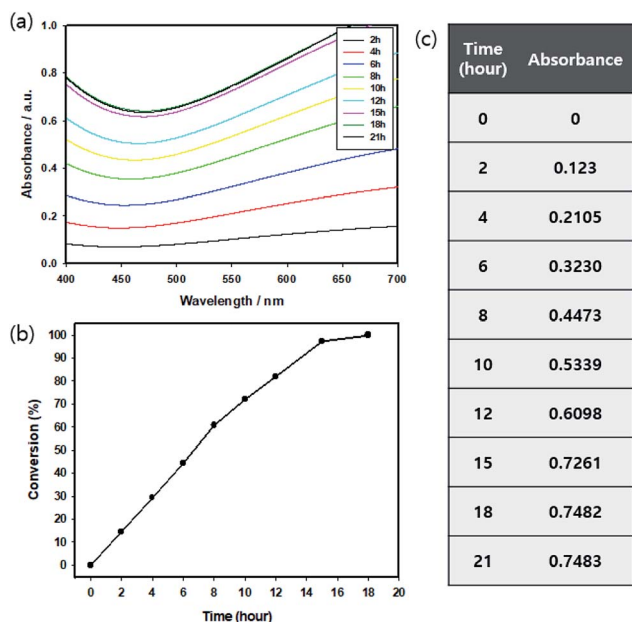 (a)
1.0
0.8
0.6
0.4
0.2
0.0
Absorbance / a.u.
400 450 500 550 600 650 700
Wavelength / nm
2h
4h
6h
8h
10h
12h
15h
18h
21h
(b)
100
90
80
70
60
50
40
30
20
10
0
Conversion (%)
0 2 4 6 8 10 12 14 16 18 20
Time (hour)
(c)
Time (hour) Absorbance
0 0
2 0.123
4 0.2105
6 0.3230
8 0.4473
10 0.5339
12 0.6098
15 0.7261
18 0.7482
21 0.7483